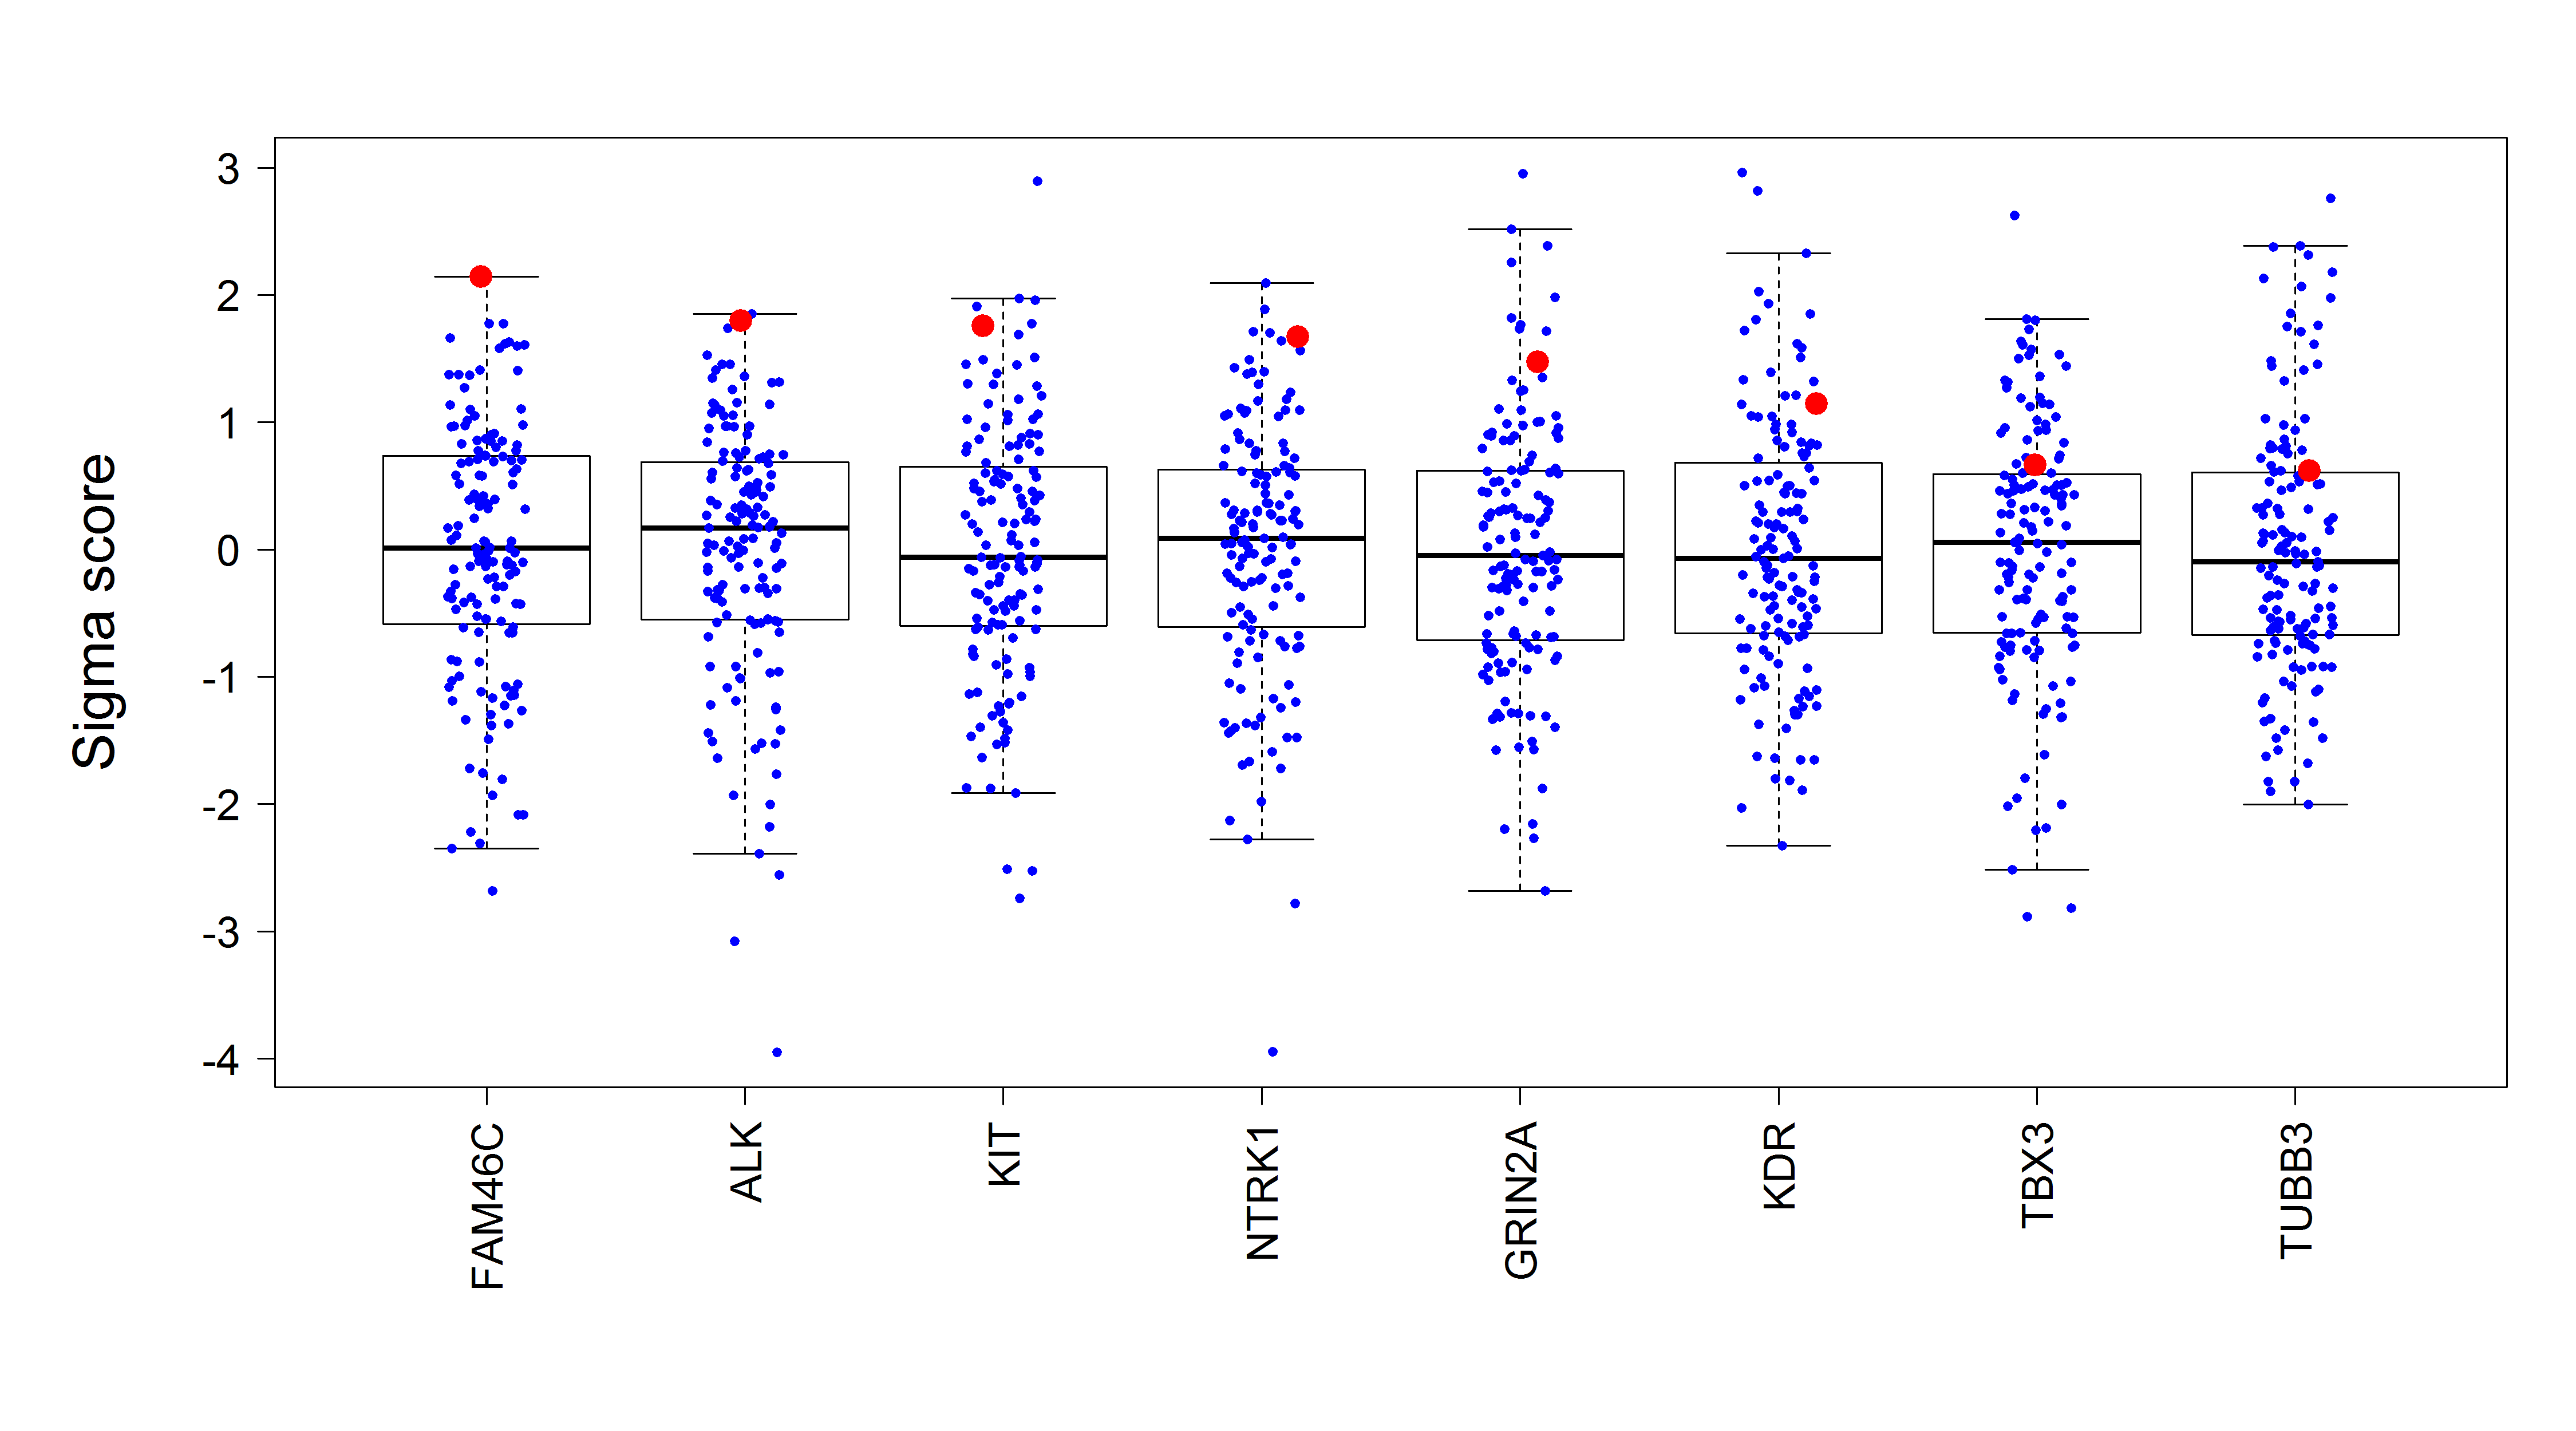 Sigma score
3
2
1
0
-1
-2
-3
-4
FAM46C
ALK
KIT
NTRK1
GRIN2A
KDR
TBX3
TUBB3